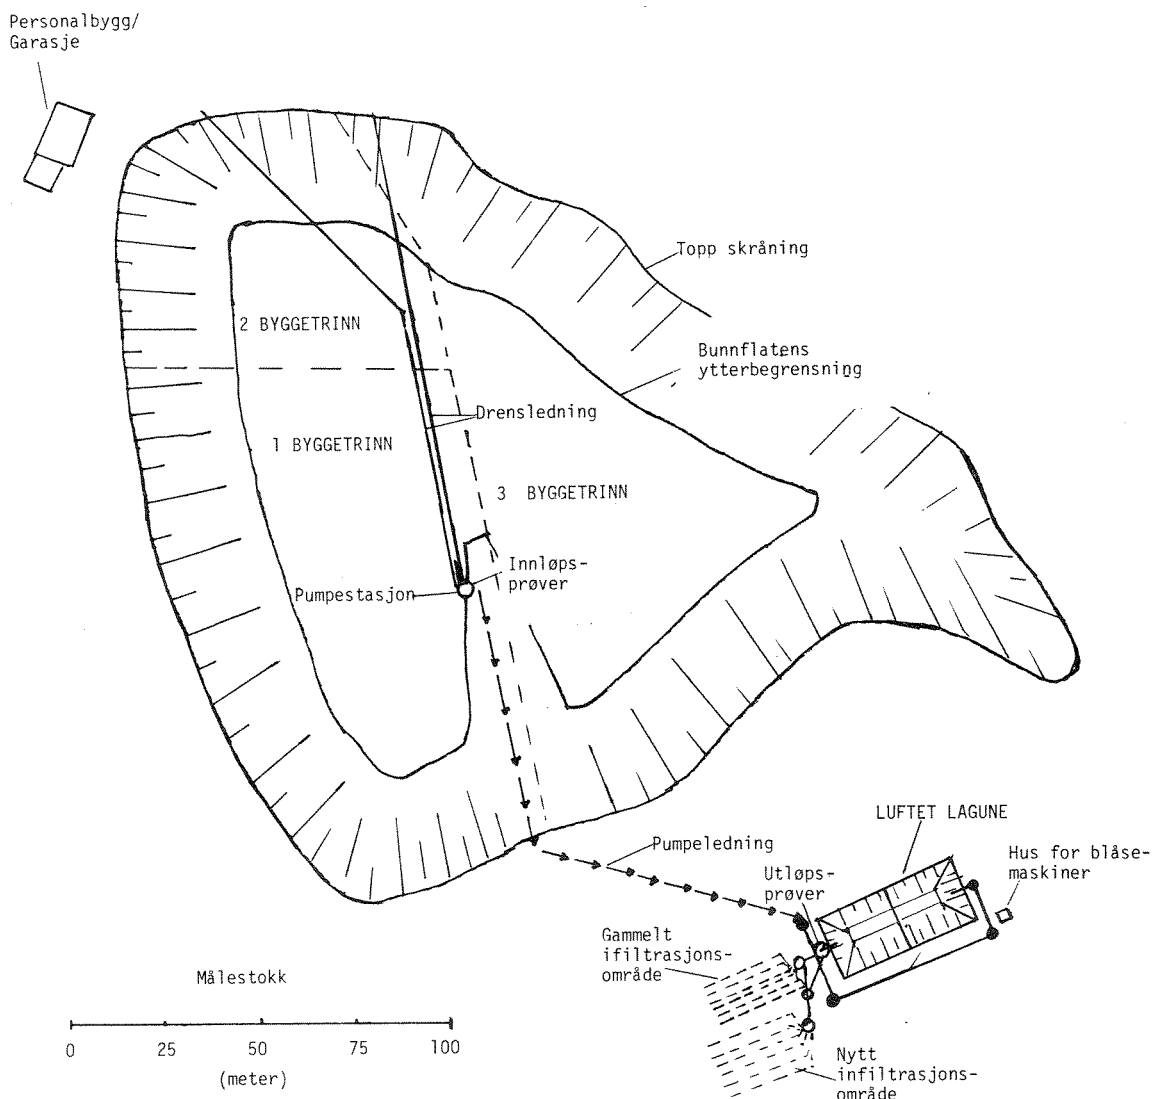 Personalbygg/
Garasje
Topp skråning
2 BYGGETRINN
Bunnflatens
ytterbegrensning
Drensledning
1 BYGGETRINN
3 BYGGETRINN
Innløps-
prøver
Pumpestasjon
LUFTET LAGUNE
Pumpeledning
Hus for blåse-
maskiner
Utløps-
prøver
Gammelt
ifiltrasjons-
område
Målestokk
0 25 50 75 100
(meter)
Nytt
infiltrasjons-
område